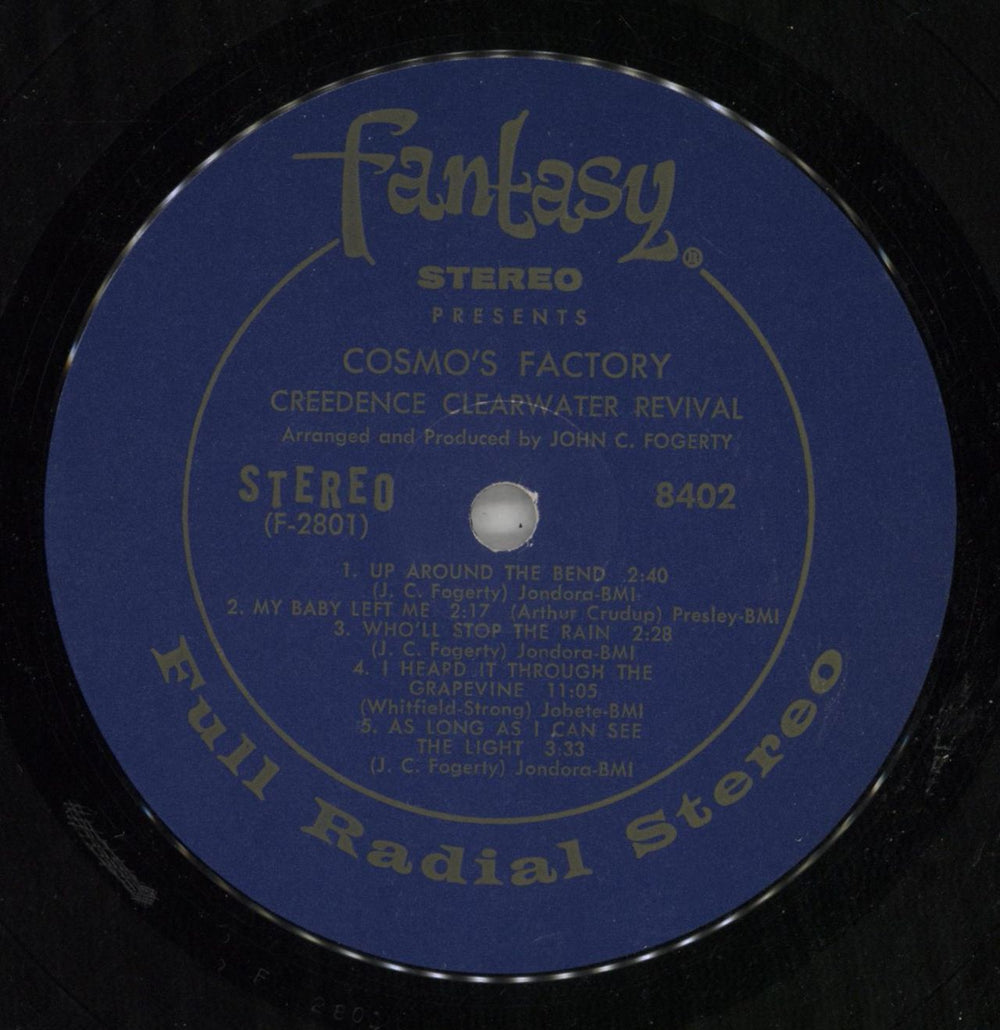 fantasy®
STEREO
PRESENTS
COSMO'S FACTORY
CREEDENCE CLEARWATER REVIVAL
Arranged and Produced by JOHN C. FOGERTY
STEREO
(F-2801)
8402
1. UP AROUND THE BEND 2:40
(J. C. Fogerty) Jondora-BMI
2. MY BABY LEFT ME 2:17 (Arthur Crudup) Presley-BMI
3. WHO'LL STOP THE RAIN 2:28
(J. C. Fogerty) Jondora-BMI
4. I HEARD IT THROUGH THE
GRAPEVINE 11:05
(Whitfield-Strong) Jobete-BMI
5. AS LONG AS I CAN SEE
THE LIGHT 3:33
(J. C. Fogerty) Jondora-BMI
Full Radial Stereo